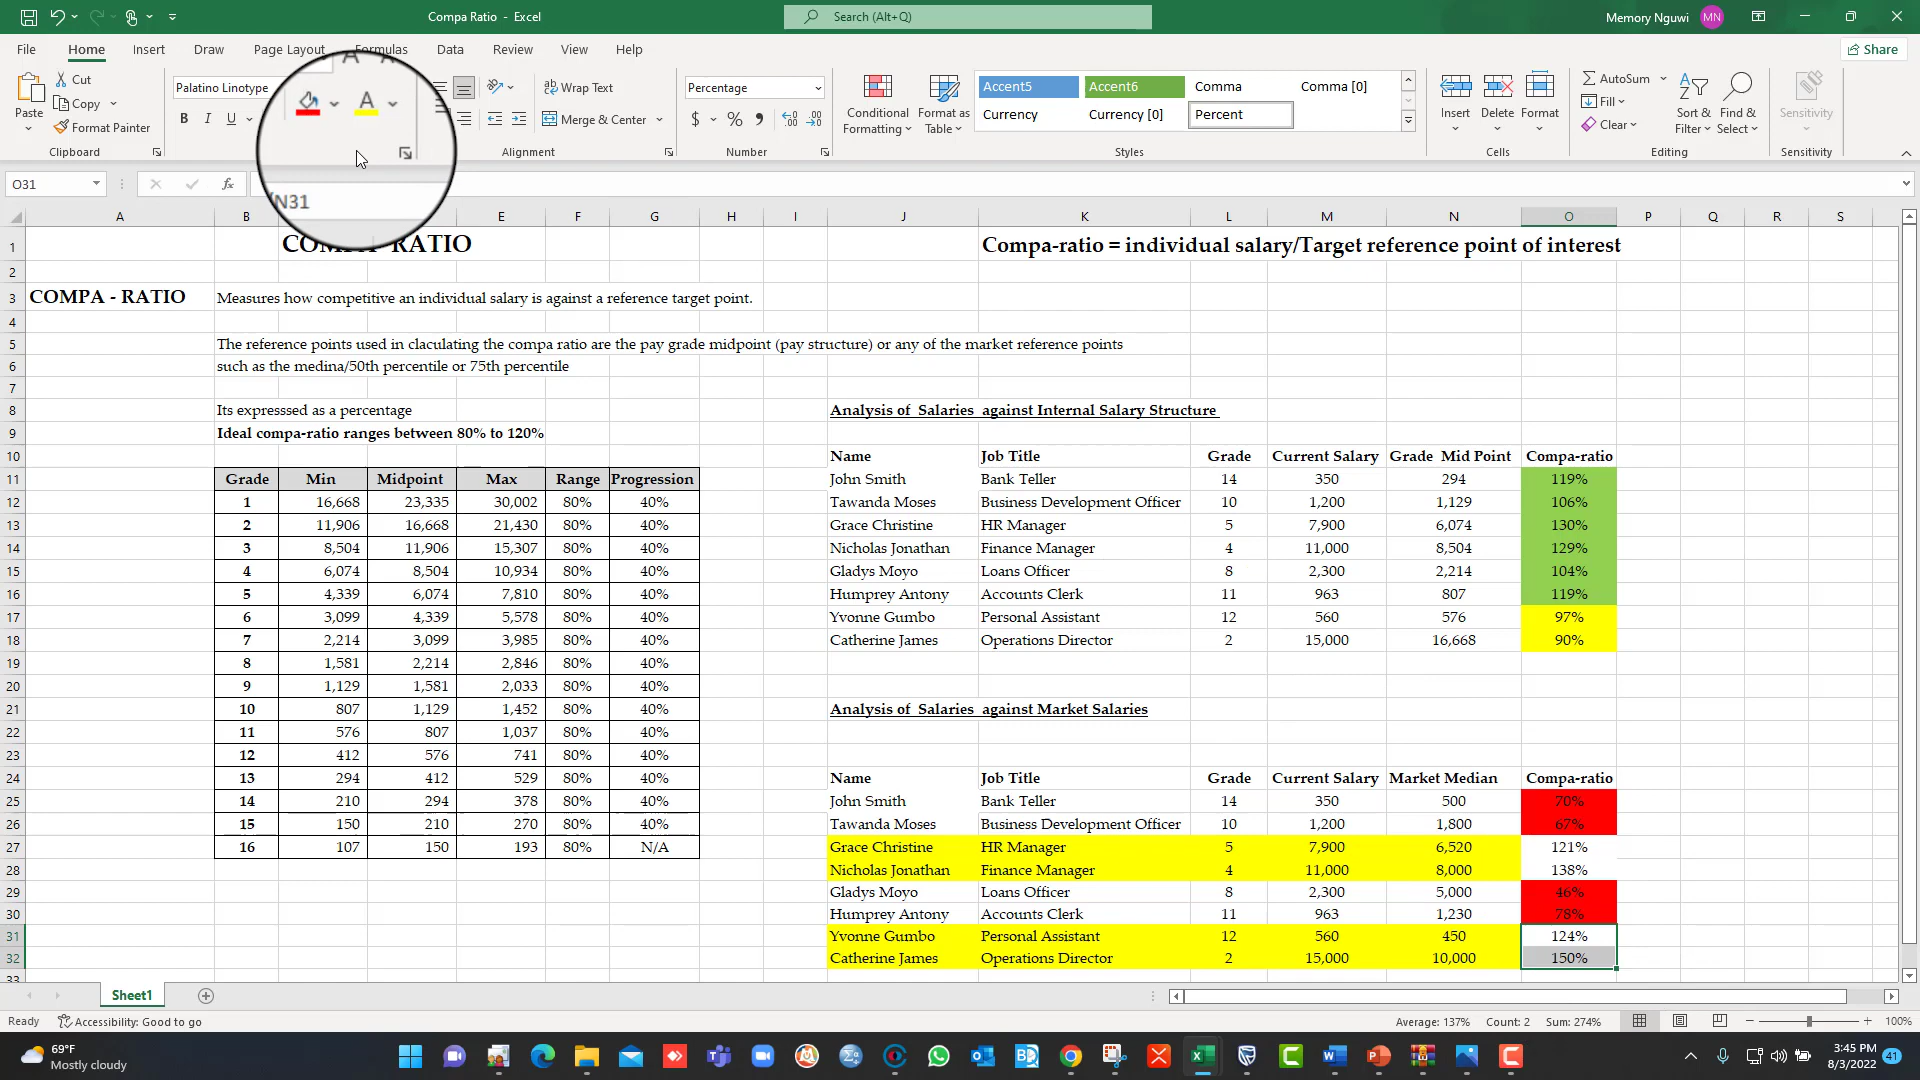 Compa Ratio - Excel
Search (Alt+Q)
Memory Nguwi MN
File Home Insert Draw Page Layout Formulas Data Review View Help Share
Paste
Cut
Copy
Format Painter
Clipboard
Palatino Linotype
B I U
A
Wrap Text
Merge & Center
Alignment
Percentage
$ % 9
Number
Conditional Formatting
Format as Table
Accent5 Accent6 Comma Comma [0]
Currency Currency [0] Percent
Styles
Insert Delete Format
Cells
AutoSum
Fill
Clear
Sort & Filter
Find & Select
Editing
Sensitivity
Sensitivity
O31
fx
N31
A B E F G H I J K L M N O P Q R S
1 RATIO Compa-ratio = individual salary/Target reference point of interest
2
3 COMPA - RATIO Measures how competitive an individual salary is against a reference target point.
4
5 The reference points used in claculating the compa ratio are the pay grade midpoint (pay structure) or any of the market reference points
6 such as the medina/50th percentile or 75th percentile
7
8 Its expresssed as a percentage Analysis of Salaries against Internal Salary Structure
9 Ideal compa-ratio ranges between 80% to 120%
10 Name Job Title Grade Current Salary Grade Mid Point Compa-ratio
11 Grade Min Midpoint Max Range Progression John Smith Bank Teller 14 350 294 119%
12 1 16,668 23,335 30,002 80% 40% Tawanda Moses Business Development Officer 10 1,200 1,129 106%
13 2 11,906 16,668 21,430 80% 40% Grace Christine HR Manager 5 7,900 6,074 130%
14 3 8,504 11,906 15,307 80% 40% Nicholas Jonathan Finance Manager 4 11,000 8,504 129%
15 4 6,074 8,504 10,934 80% 40% Gladys Moyo Loans Officer 8 2,300 2,214 104%
16 5 4,339 6,074 7,810 80% 40% Humprey Antony Accounts Clerk 11 963 807 119%
17 6 3,099 4,339 5,578 80% 40% Yvonne Gumbo Personal Assistant 12 560 576 97%
18 7 2,214 3,099 3,985 80% 40% Catherine James Operations Director 2 15,000 16,668 90%
19 8 1,581 2,214 2,846 80% 40%
20 9 1,129 1,581 2,033 80% 40%
21 10 807 1,129 1,452 80% 40% Analysis of Salaries against Market Salaries
22 11 576 807 1,037 80% 40%
23 12 412 576 741 80% 40%
24 13 294 412 529 80% 40% Name Job Title Grade Current Salary Market Median Compa-ratio
25 14 210 294 378 80% 40% John Smith Bank Teller 14 350 500 70%
26 15 150 210 270 80% 40% Tawanda Moses Business Development Officer 10 1,200 1,800 67%
27 16 107 150 193 80% N/A Grace Christine HR Manager 5 7,900 6,520 121%
28 Nicholas Jonathan Finance Manager 4 11,000 8,000 138%
29 Gladys Moyo Loans Officer 8 2,300 5,000 46%
30 Humprey Antony Accounts Clerk 11 963 1,230 78%
31 Yvonne Gumbo Personal Assistant 12 560 450 124%
32 Catherine James Operations Director 2 15,000 10,000 150%
33
Sheet1
Ready Accessibility: Good to go Average: 137% Count: 2 Sum: 274% 100%
69°F
Mostly cloudy
3:45 PM
8/3/2022
41